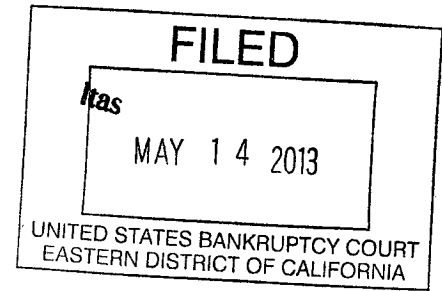 FILED
ltas
MAY 14 2013
UNITED STATES BANKRUPTCY COURT
EASTERN DISTRICT OF CALIFORNIA